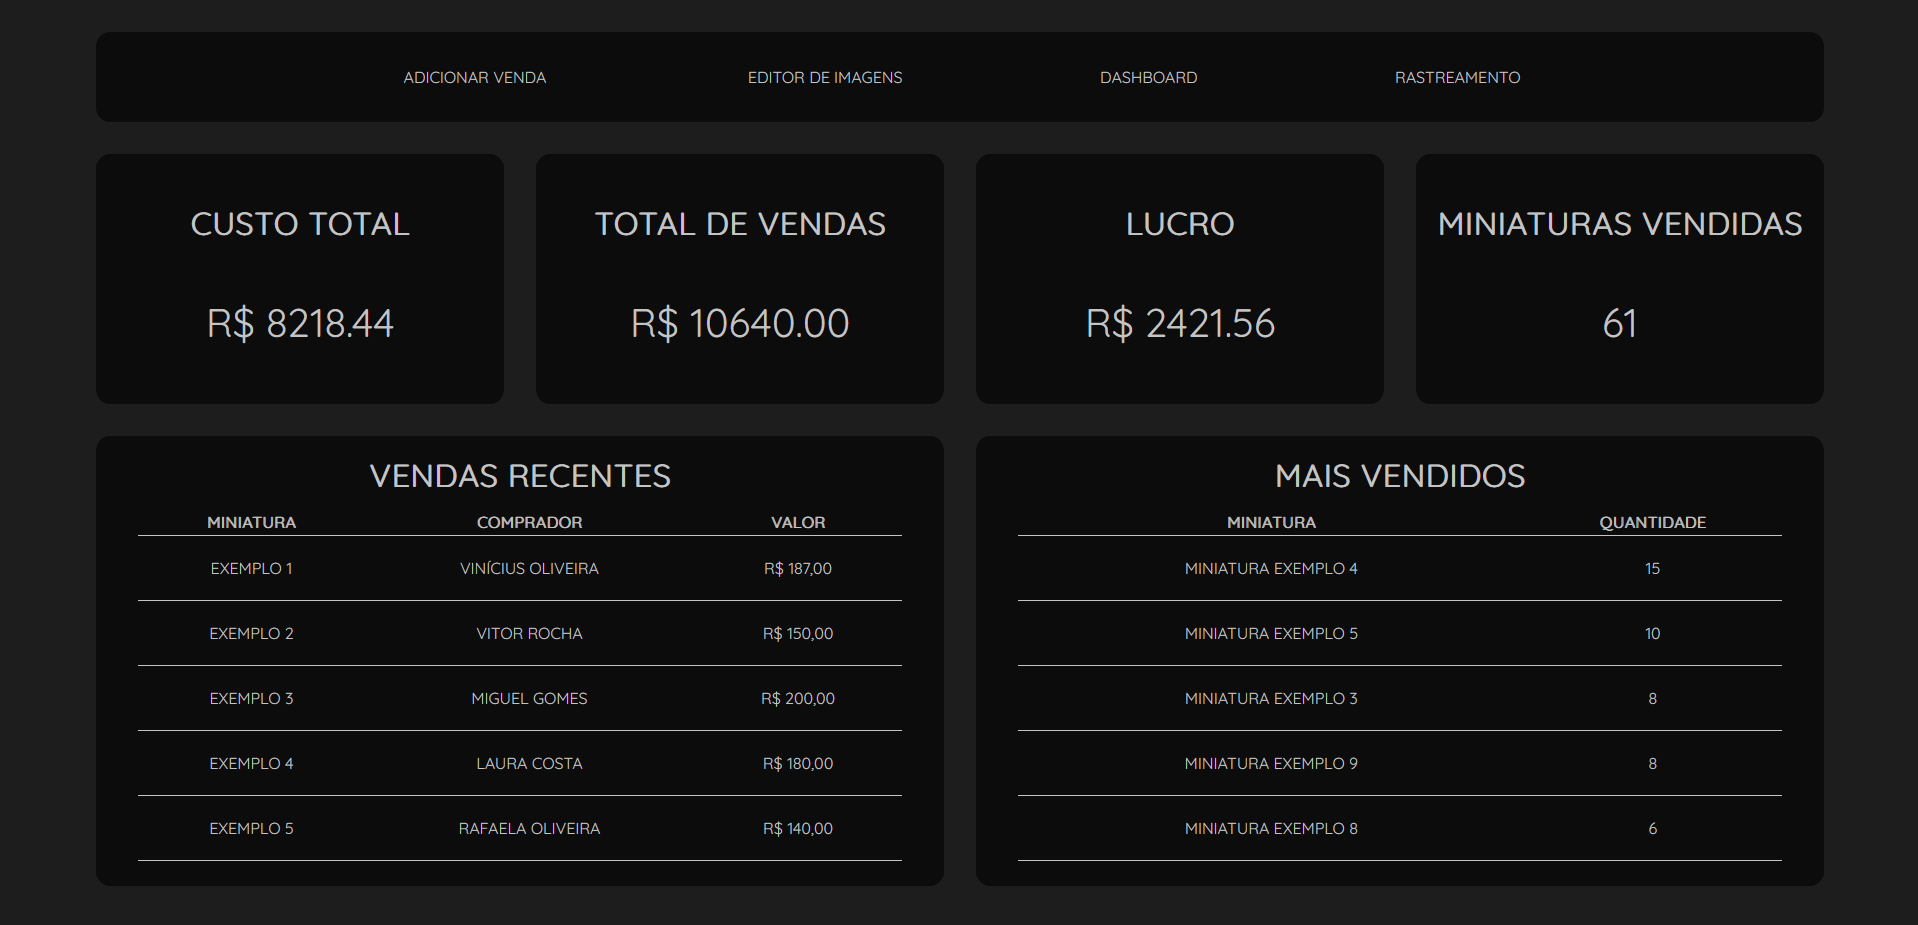 ADICIONAR VENDA EDITOR DE IMAGENS DASHBOARD RASTREAMENTO
CUSTO TOTAL
R$ 8218.44
TOTAL DE VENDAS
R$ 10640.00
LUCRO
R$ 2421.56
MINIATURAS VENDIDAS
61
VENDAS RECENTES
MINIATURA COMPRADOR VALOR
EXEMPLO 1 VINÍCIUS OLIVEIRA R$ 187,00
EXEMPLO 2 VITOR ROCHA R$ 150,00
EXEMPLO 3 MIGUEL GOMES R$ 200,00
EXEMPLO 4 LAURA COSTA R$ 180,00
EXEMPLO 5 RAFAELA OLIVEIRA R$ 140,00
MAIS VENDIDOS
MINIATURA QUANTIDADE
MINIATURA EXEMPLO 4 15
MINIATURA EXEMPLO 5 10
MINIATURA EXEMPLO 3 8
MINIATURA EXEMPLO 9 8
MINIATURA EXEMPLO 8 6